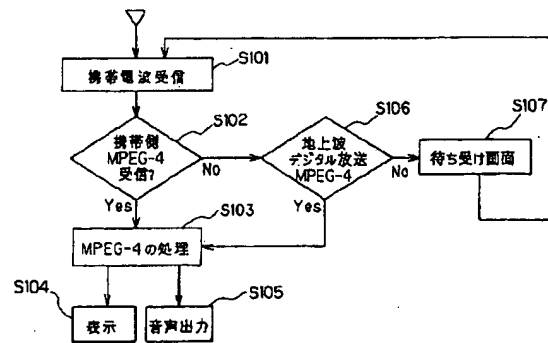 S101
携帯電波受信
S102
携帯側
MPEG-4
受信?
No
Yes
S106
地上波
デジタル放送
MPEG-4
No
Yes
S107
待ち受け画面
S103
MPEG-4の処理
S104
表示
S105
音声出力